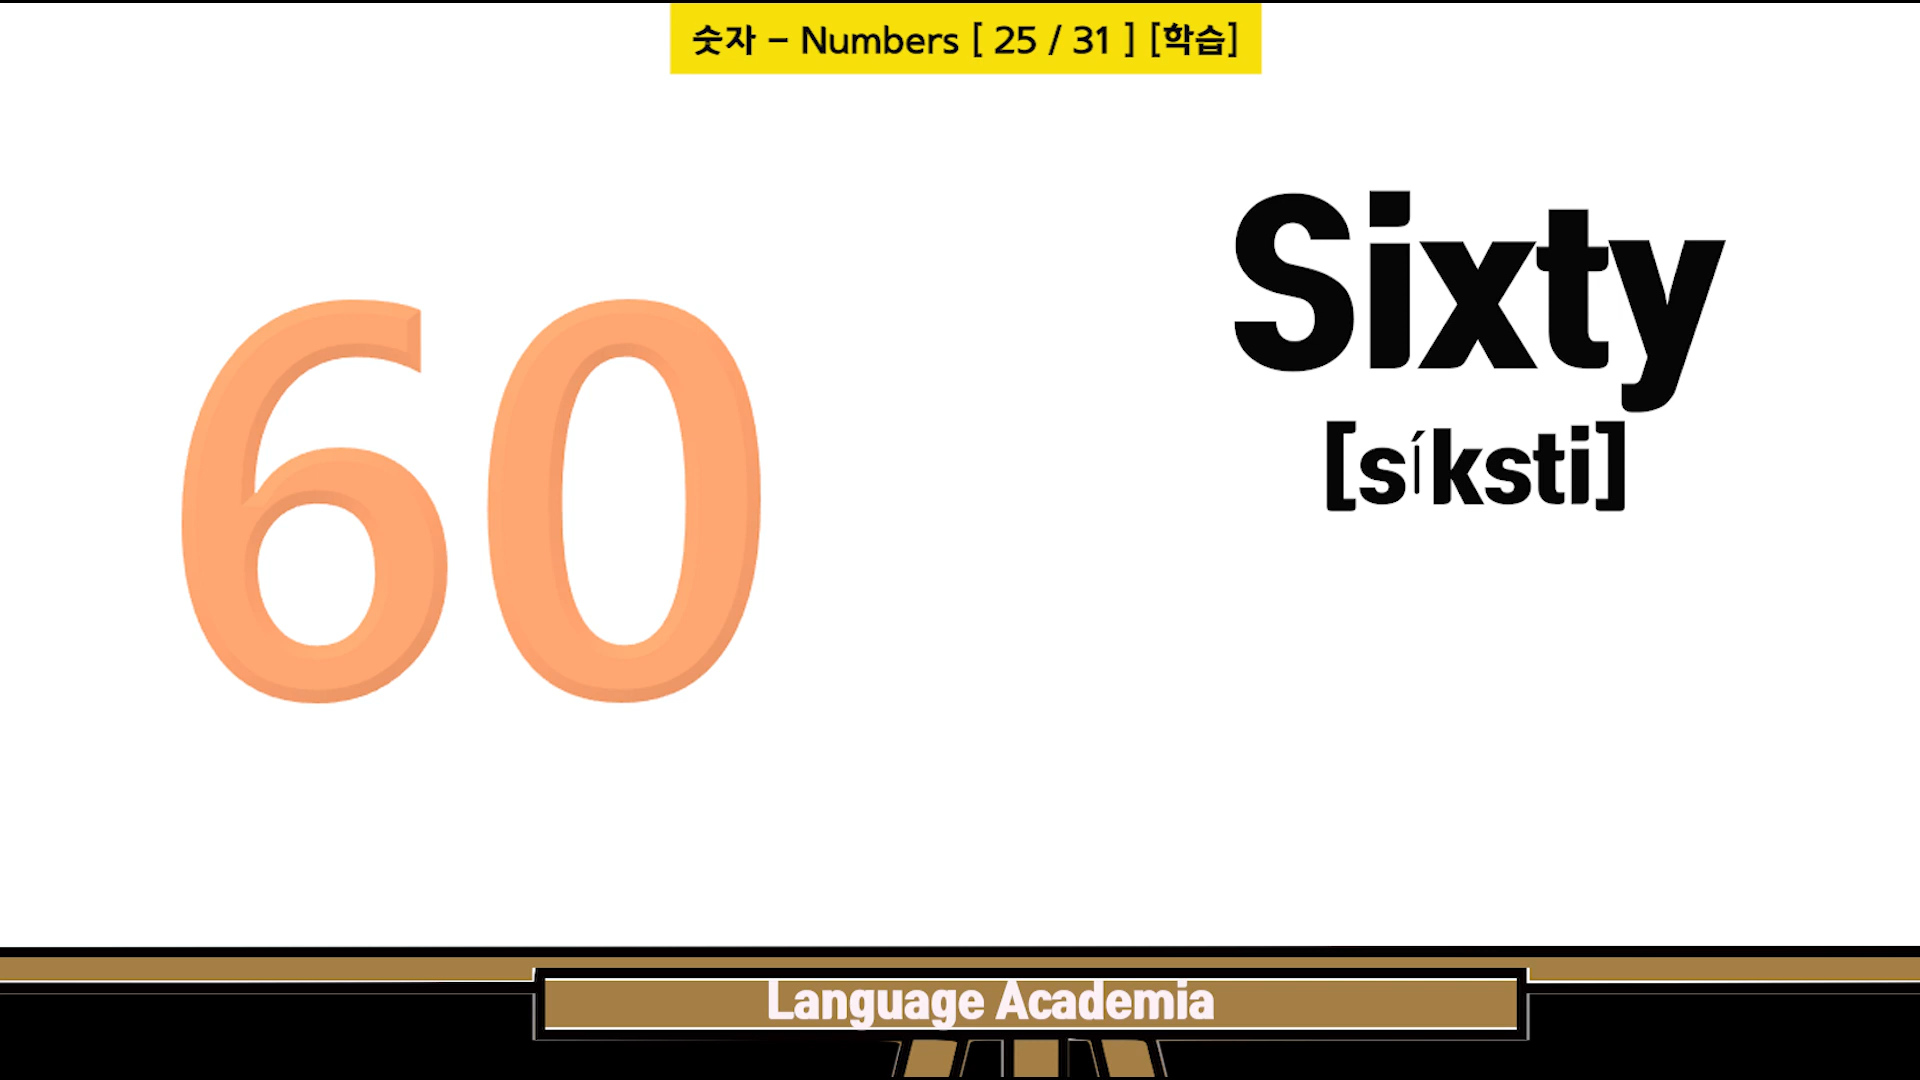 숫자 – Numbers [ 25 / 31 ] [학습]
60
Sixty
[síksti]
Language Academia